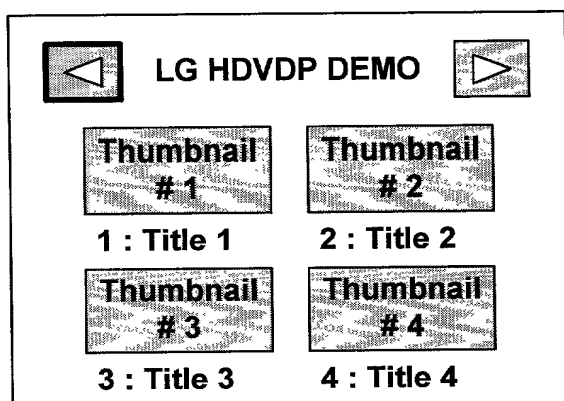 LG HDVDP DEMO
Thumbnail
# 1
Thumbnail
# 2
1 : Title 1
2 : Title 2
Thumbnail
# 3
Thumbnail
# 4
3 : Title 3
4 : Title 4